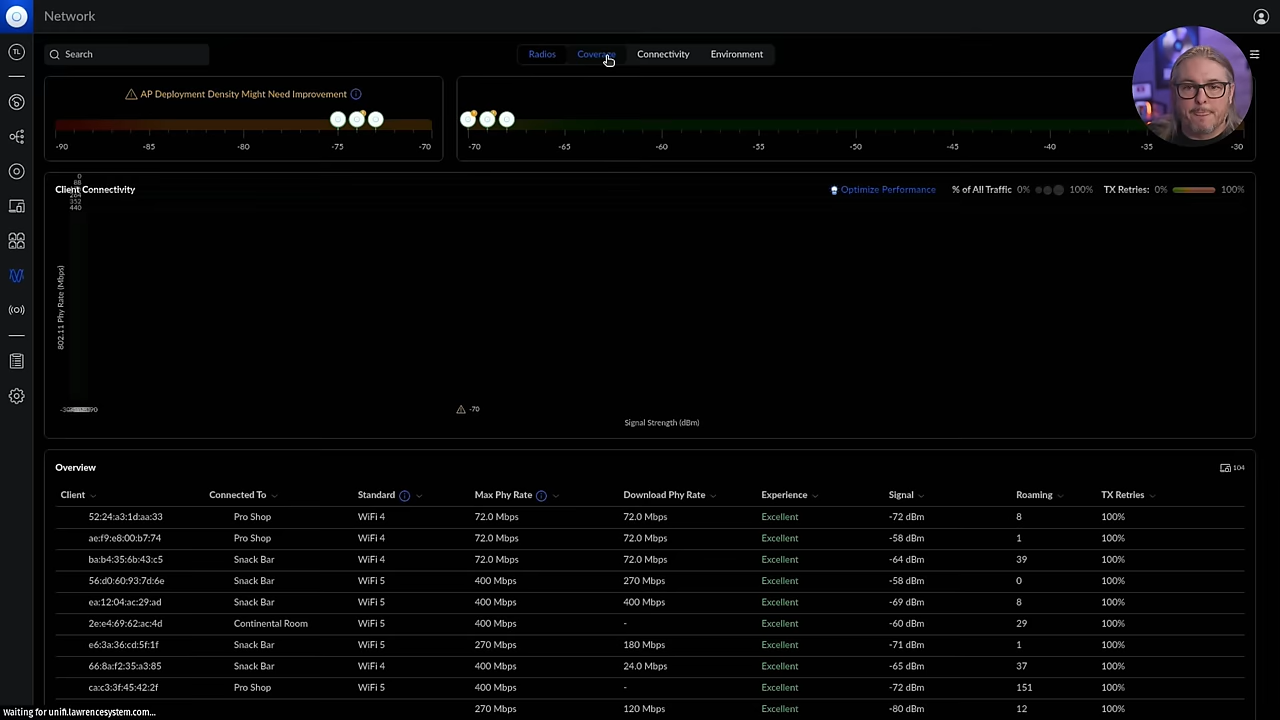 Network
TL
Search
Radios Coverage Connectivity Environment
AP Deployment Density Might Need Improvement
-90 -85 -80 -75 -70
-70 -65 -60 -55 -50 -45 -40 -35 -30
Client Connectivity
Optimize Performance % of All Traffic 0% 100% TX Retries: 0% 100%
0
88
264
352
440
802.11 Phy Rate (Mbps)
-70
Signal Strength (dBm)
Overview 104
Client Connected To Standard Max Phy Rate Download Phy Rate Experience Signal Roaming TX Retries
52:24:a3:1d:aa:33 Pro Shop WiFi 4 72.0 Mbps 72.0 Mbps Excellent -72 dBm 8 100%
ae:f9:e8:00:b7:74 Pro Shop WiFi 4 72.0 Mbps 72.0 Mbps Excellent -58 dBm 1 100%
ba:b4:35:6b:43:c5 Snack Bar WiFi 4 72.0 Mbps 72.0 Mbps Excellent -64 dBm 39 100%
56:d0:60:93:7d:6e Snack Bar WiFi 5 400 Mbps 270 Mbps Excellent -58 dBm 0 100%
ea:12:04:ac:29:ad Snack Bar WiFi 5 400 Mbps 400 Mbps Excellent -69 dBm 8 100%
2e:e4:69:62:ac:4d Continental Room WiFi 5 400 Mbps - Excellent -60 dBm 29 100%
e6:3a:36:cd:5f:1f Snack Bar WiFi 5 270 Mbps 180 Mbps Excellent -71 dBm 1 100%
66:8a:f2:35:a3:85 Snack Bar WiFi 4 400 Mbps 24.0 Mbps Excellent -65 dBm 37 100%
ca:c3:3f:45:42:2f Pro Shop WiFi 5 400 Mbps - Excellent -72 dBm 151 100%
270 Mbps 120 Mbps Excellent -80 dBm 12 100%
Waiting for unifi.lawrencesystem.com...